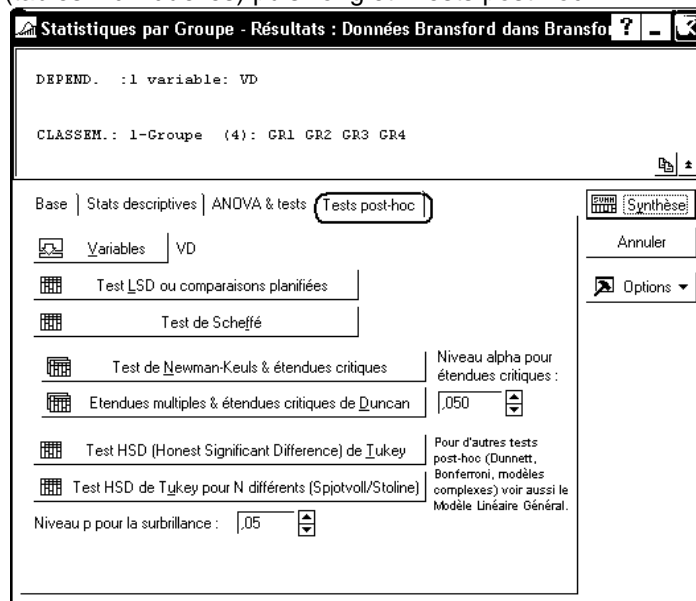 Statistiques par Groupe - Résultats : Données Bransford dans Bransfo
DEPEND. :1 variable: VD
CLASSEM.: 1-Groupe (4): GR1 GR2 GR3 GR4
Base
Stats descriptives
ANOVA & tests
Tests post-hoc
Synthèse
Annuler
Options
Variables
VD
Test LSD ou comparaisons planifiées
Test de Scheffé
Test de Newman-Keuls & étendues critiques
Etendues multiples & étendues critiques de Duncan
Niveau alpha pour
étendues critiques :
,050
Test HSD (Honest Significant Difference) de Tukey
Test HSD de Tukey pour N différents (Spjotvoll/Stoline)
Pour d'autres tests
post-hoc (Dunnett,
Bonferroni, modèles
complexes) voir aussi le
Modèle Linéaire Général.
Niveau p pour la surbrillance : ,05